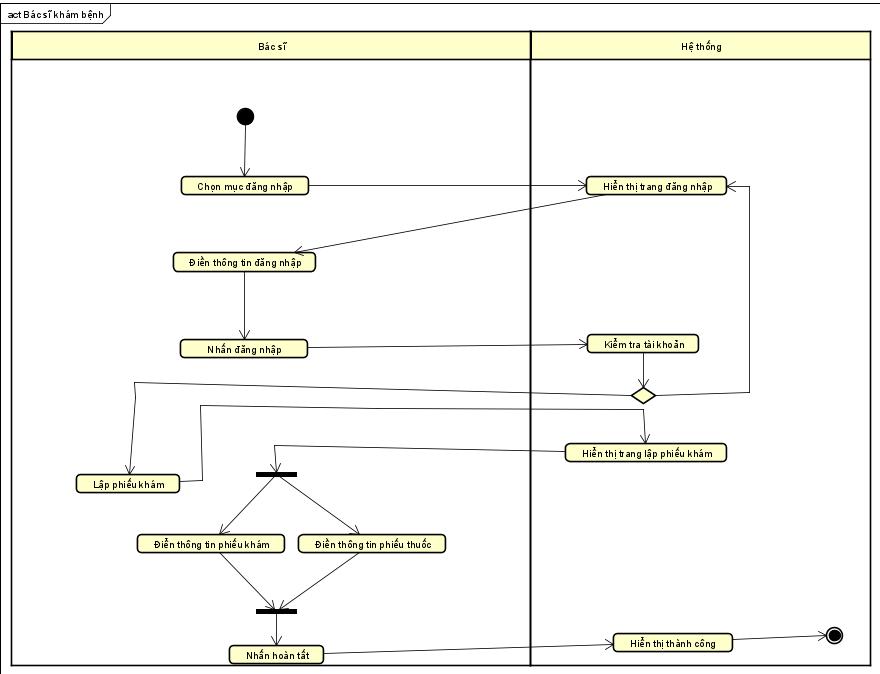 act Bác sĩ khám bệnh
Bác sĩ
Hệ thống
Chọn mục đăng nhập
Hiển thị trang đăng nhập
Điền thông tin đăng nhập
Nhấn đăng nhập
Kiểm tra tài khoản
Hiển thị trang lập phiếu khám
Lập phiếu khám
Điền thông tin phiếu khám
Điền thông tin phiếu thuốc
Nhấn hoàn tất
Hiển thị thành công